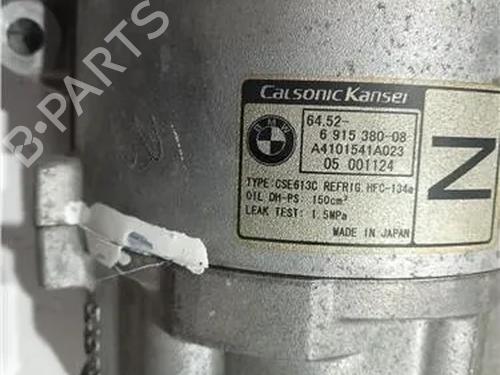 Calsonic Kansei
BMW
64.52-
6 915 380-08
A4101541A023
05 001124
TYPE: CSE613C REFRIG. HFC-134a
OIL DH-PS: 150cm³
LEAK TEST: 1.5MPa
MADE IN JAPAN
N
B-PARTS